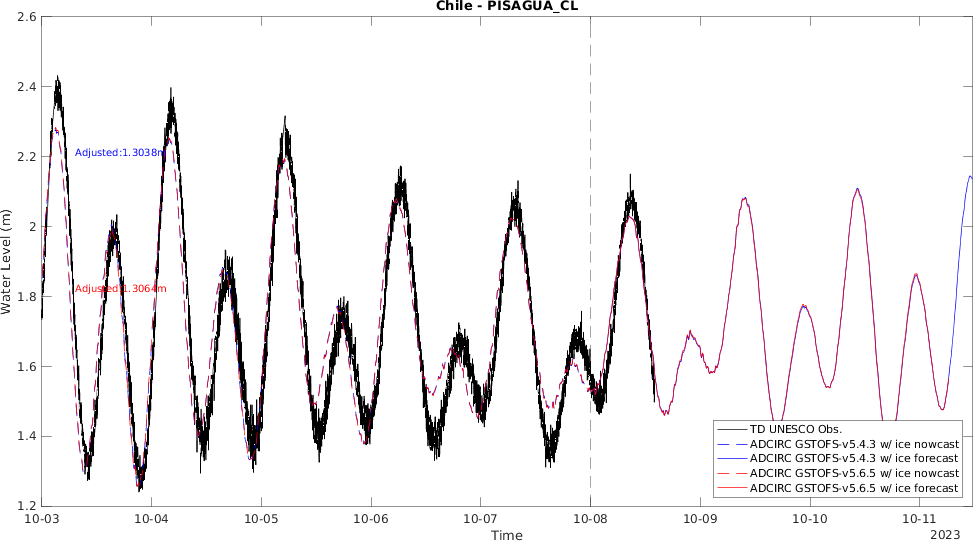 Chile - PISAGUA_CL
2.6
2.4
2.2
2
1.8
1.6
1.4
1.2
Water Level (m)
Adjusted:1.3038m
Adjusted:1.3064m
TD UNESCO Obs.
ADCIRC GSTOFS-v5.4.3 w/ ice nowcast
ADCIRC GSTOFS-v5.4.3 w/ ice forecast
ADCIRC GSTOFS-v5.6.5 w/ ice nowcast
ADCIRC GSTOFS-v5.6.5 w/ ice forecast
10-03 10-04 10-05 10-06 10-07 10-08 10-09 10-10 10-11
Time
2023